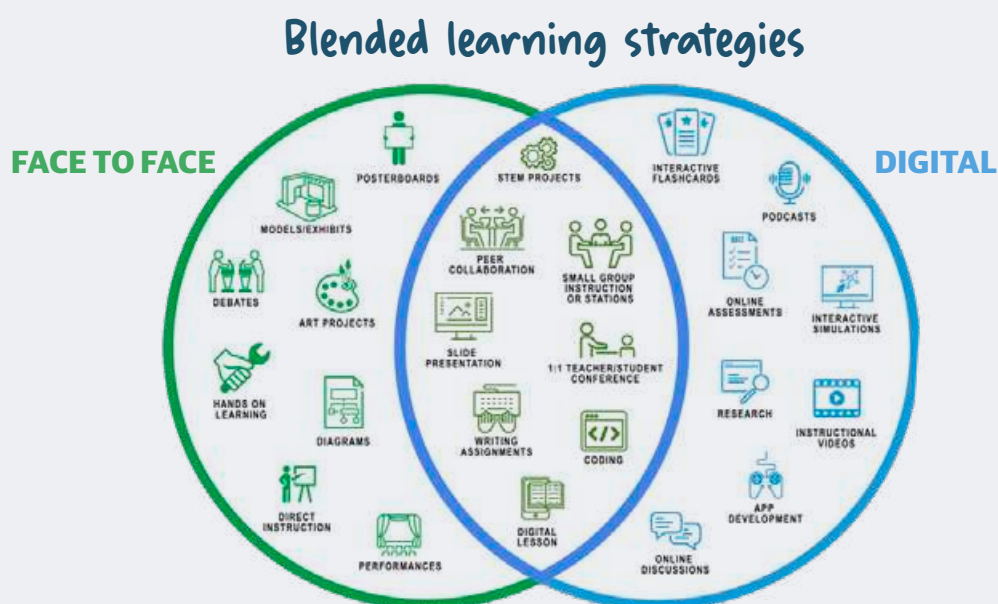 Blended learning strategies
FACE TO FACE
DIGITAL
POSTERBOARDS
MODELS/EXHIBITS
DEBATES
ART PROJECTS
HANDS ON
LEARNING
DIAGRAMS
DIRECT
INSTRUCTION
PERFORMANCES
STEM PROJECTS
PEER
COLLABORATION
SMALL GROUP
INSTRUCTION
OR STATIONS
SLIDE
PRESENTATION
1:1 TEACHER/STUDENT
CONFERENCE
WRITING
ASSIGNMENTS
</>
CODING
DIGITAL
LESSON
INTERACTIVE
FLASHCARDS
PODCASTS
ONLINE
ASSESSMENTS
INTERACTIVE
SIMULATIONS
RESEARCH
INSTRUCTIONAL
VIDEOS
APP
DEVELOPMENT
ONLINE
DISCUSSIONS